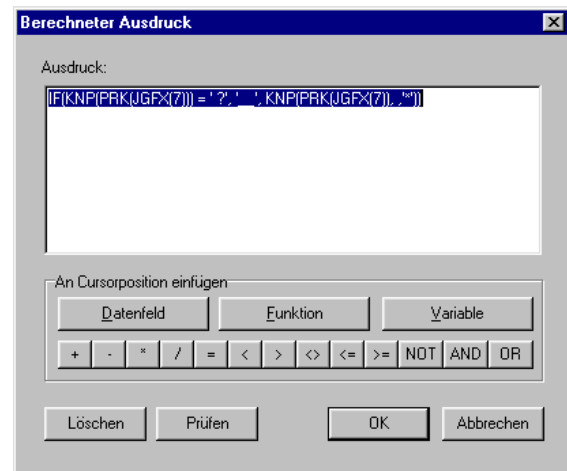 Berechneter Ausdruck
Ausdruck:
IF(KNP(PRK(JGFX(7))) = ' ?', '__', KNP(PRK(JGFX(7)), ,'*'))
An Cursorposition einfügen
Datenfeld Funktion Variable
+ - * / = < > <> <= >= NOT AND OR
Löschen Prüfen OK Abbrechen